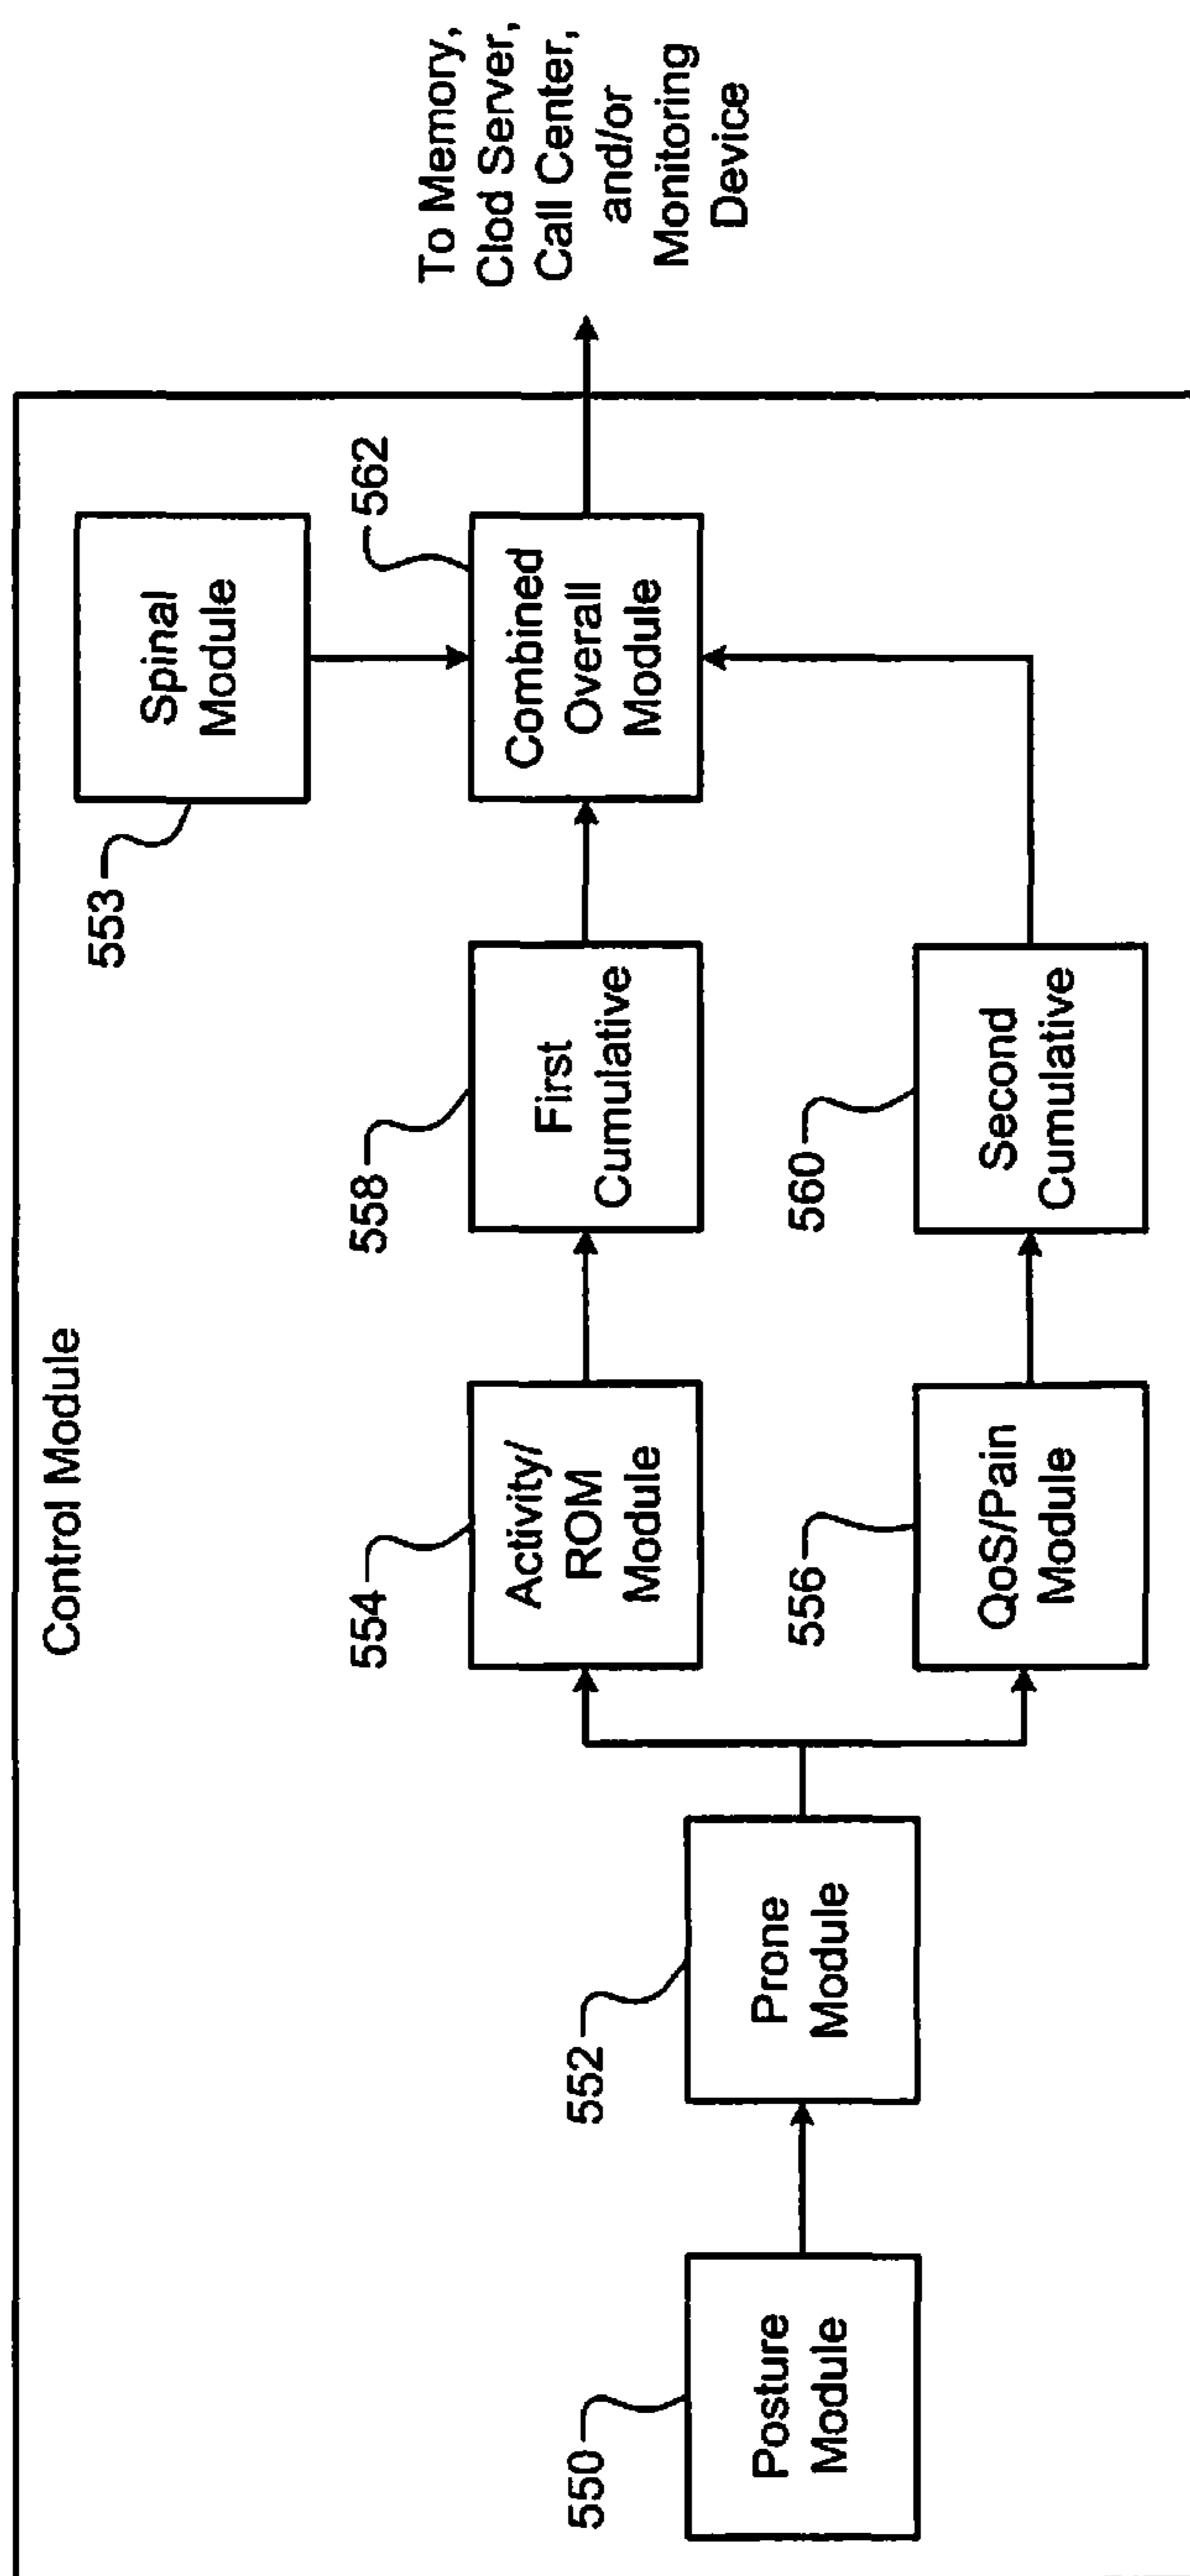 Control Module
553
Spinal
Module
To Memory,
Clod Server,
Call Center,
and/or
Monitoring
Device
554
Activity/
ROM
Module
558
First
Cumulative
562
Combined
Overall
Module
550
Posture
Module
552
Prone
Module
556
QoS/Pain
Module
560
Second
Cumulative